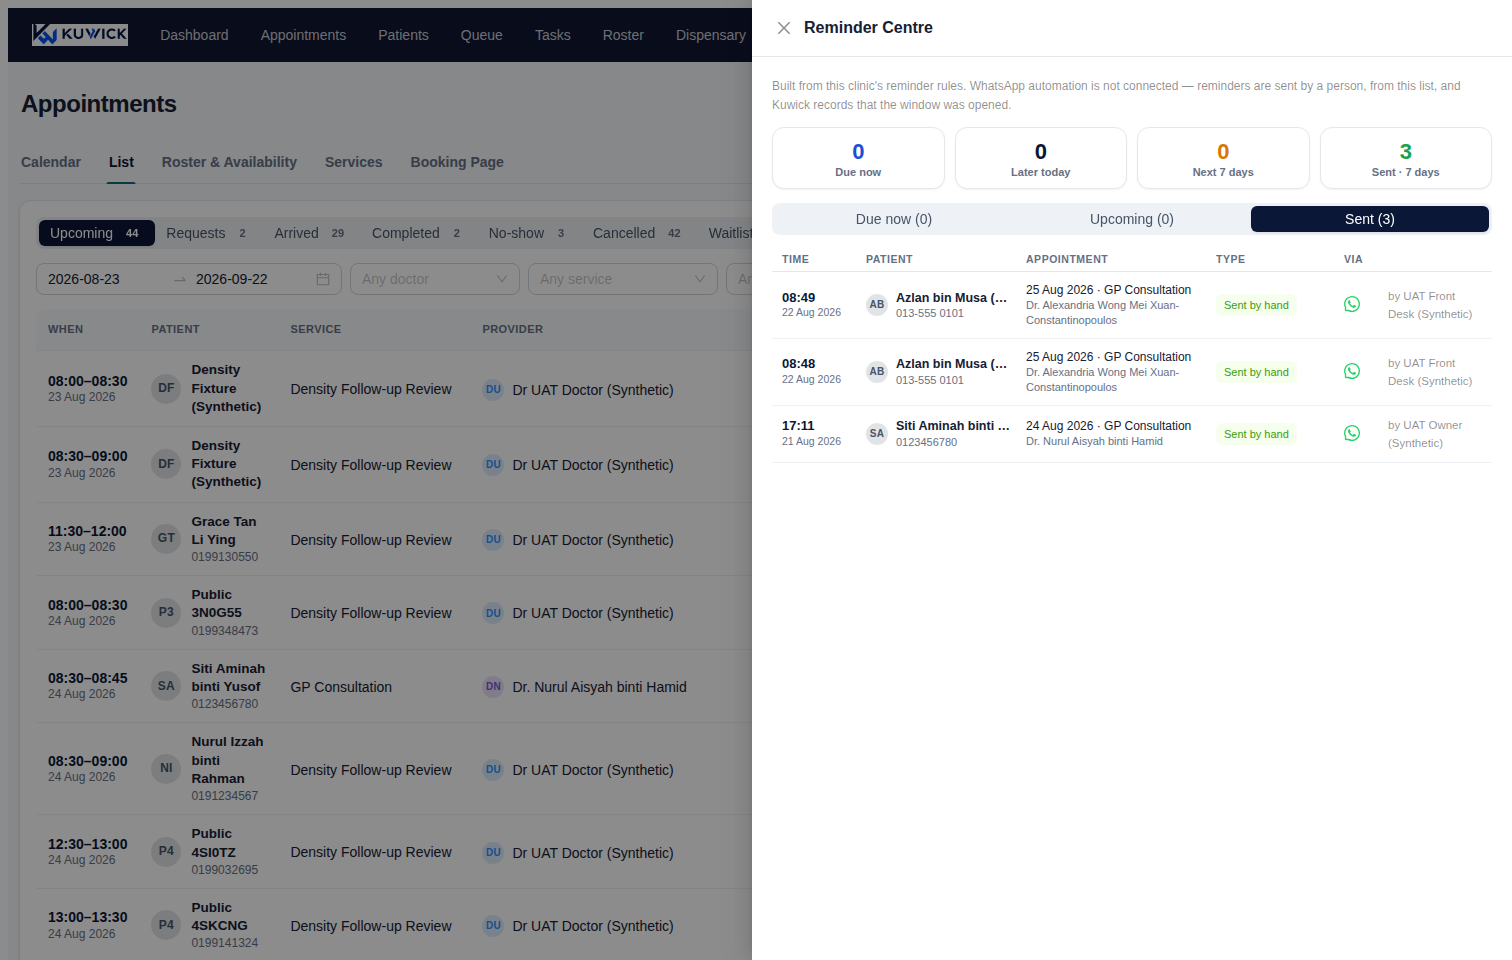 KUWICK
Dashboard
Appointments
Patients
Queue
Tasks
Roster
Dispensary
Appointments
Calendar
List
Roster & Availability
Services
Booking Page
Upcoming 44
Requests 2
Arrived 29
Completed 2
No-show 3
Cancelled 42
Waitlist
2026-08-23 → 2026-09-22
Any doctor
Any service
WHEN PATIENT SERVICE PROVIDER
08:00–08:30
23 Aug 2026
DF
Density
Fixture
(Synthetic)
Density Follow-up Review
DU Dr UAT Doctor (Synthetic)
08:30–09:00
23 Aug 2026
DF
Density
Fixture
(Synthetic)
Density Follow-up Review
DU Dr UAT Doctor (Synthetic)
11:30–12:00
23 Aug 2026
GT
Grace Tan
Li Ying
0199130550
Density Follow-up Review
DU Dr UAT Doctor (Synthetic)
08:00–08:30
24 Aug 2026
P3
Public
3N0G55
0199348473
Density Follow-up Review
DU Dr UAT Doctor (Synthetic)
08:30–08:45
24 Aug 2026
SA
Siti Aminah
binti Yusof
0123456780
GP Consultation
DN Dr. Nurul Aisyah binti Hamid
08:30–09:00
24 Aug 2026
NI
Nurul Izzah
binti
Rahman
0191234567
Density Follow-up Review
DU Dr UAT Doctor (Synthetic)
12:30–13:00
24 Aug 2026
P4
Public
4SI0TZ
0199032695
Density Follow-up Review
DU Dr UAT Doctor (Synthetic)
13:00–13:30
24 Aug 2026
P4
Public
4SKCNG
0199141324
Density Follow-up Review
DU Dr UAT Doctor (Synthetic)
Reminder Centre
Built from this clinic's reminder rules. WhatsApp automation is not connected — reminders are sent by a person, from this list, and
Kuwick records that the window was opened.
0
Due now
0
Later today
0
Next 7 days
3
Sent · 7 days
Due now (0)
Upcoming (0)
Sent (3)
TIME PATIENT APPOINTMENT TYPE VIA
08:49
22 Aug 2026
AB
Azlan bin Musa (…
013-555 0101
25 Aug 2026 · GP Consultation
Dr. Alexandria Wong Mei Xuan-
Constantinopoulos
Sent by hand
by UAT Front
Desk (Synthetic)
08:48
22 Aug 2026
AB
Azlan bin Musa (…
013-555 0101
25 Aug 2026 · GP Consultation
Dr. Alexandria Wong Mei Xuan-
Constantinopoulos
Sent by hand
by UAT Front
Desk (Synthetic)
17:11
21 Aug 2026
SA
Siti Aminah binti …
0123456780
24 Aug 2026 · GP Consultation
Dr. Nurul Aisyah binti Hamid
Sent by hand
by UAT Owner
(Synthetic)